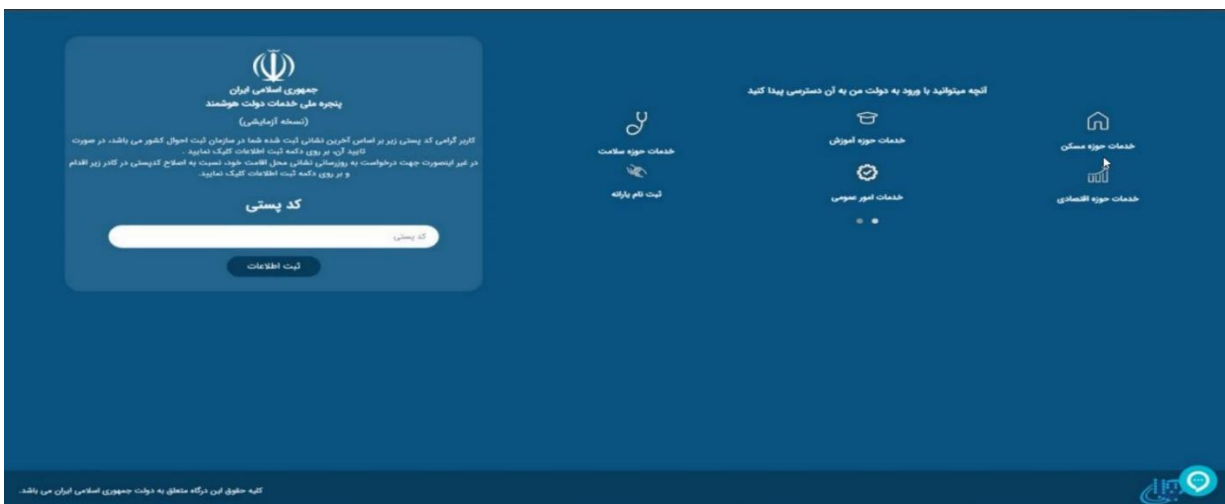 آنچه میتوانید با ورود به دولت من به آن دسترسی پیدا کنید
خدمات حوزه مسکن
خدمات حوزه آموزش
خدمات حوزه سلامت
خدمات حوزه اقتصادی
خدمات امور عمومی
ثبت نام یارانه
جمهوری اسلامی ایران
پنجره ملی خدمات دولت هوشمند
(نسخه آزمایشی)
کاربر گرامی کد پستی زیر بر اساس آخرین نشانی ثبت شده شما در سازمان ثبت احوال کشور می باشد، در صورت
تایید آن، بر روی دکمه ثبت اطلاعات کلیک نمایید .
در غیر اینصورت جهت درخواست به روزرسانی نشانی محل اقامت خود، نسبت به اصلاح کدپستی در کادر زیر اقدام
و بر روی دکمه ثبت اطلاعات کلیک نمایید.
کد پستی
کد پستی
ثبت اطلاعات
کلیه حقوق این درگاه متعلق به دولت جمهوری اسلامی ایران می باشد.